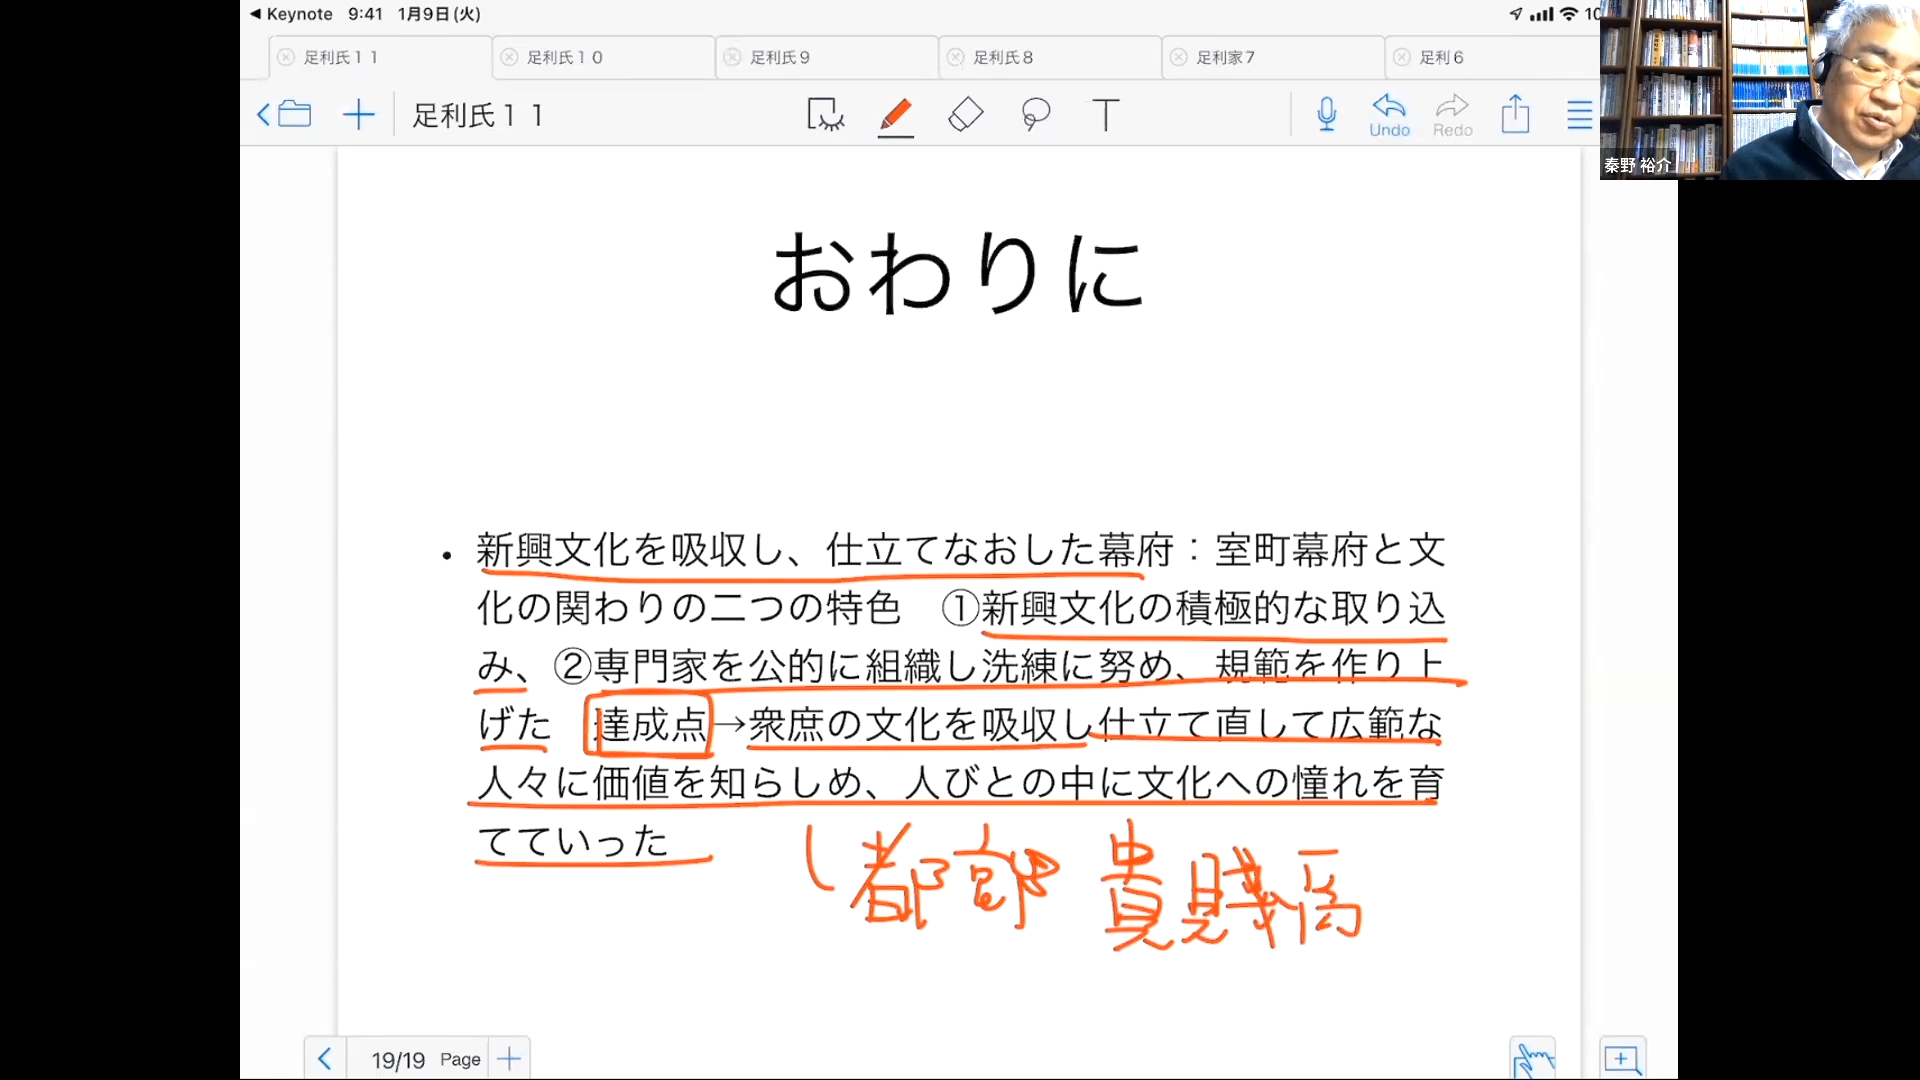 Keynote 9:41 1月9日(火)
足利氏11 足利氏10 足利氏9 足利氏8 足利家7 足利6
足利氏11 Undo Redo
秦野 裕介
おわりに
• 新興文化を吸収し、仕立てなおした幕府：室町幕府と文
化の関わりの二つの特色　①新興文化の積極的な取り込
み、②専門家を公的に組織し洗練に努め、規範を作り上
げた　達成点→衆庶の文化を吸収し仕立て直して広範な
人々に価値を知らしめ、人びとの中に文化への憧れを育
てていった
都鄙 貴賤
19/19 Page